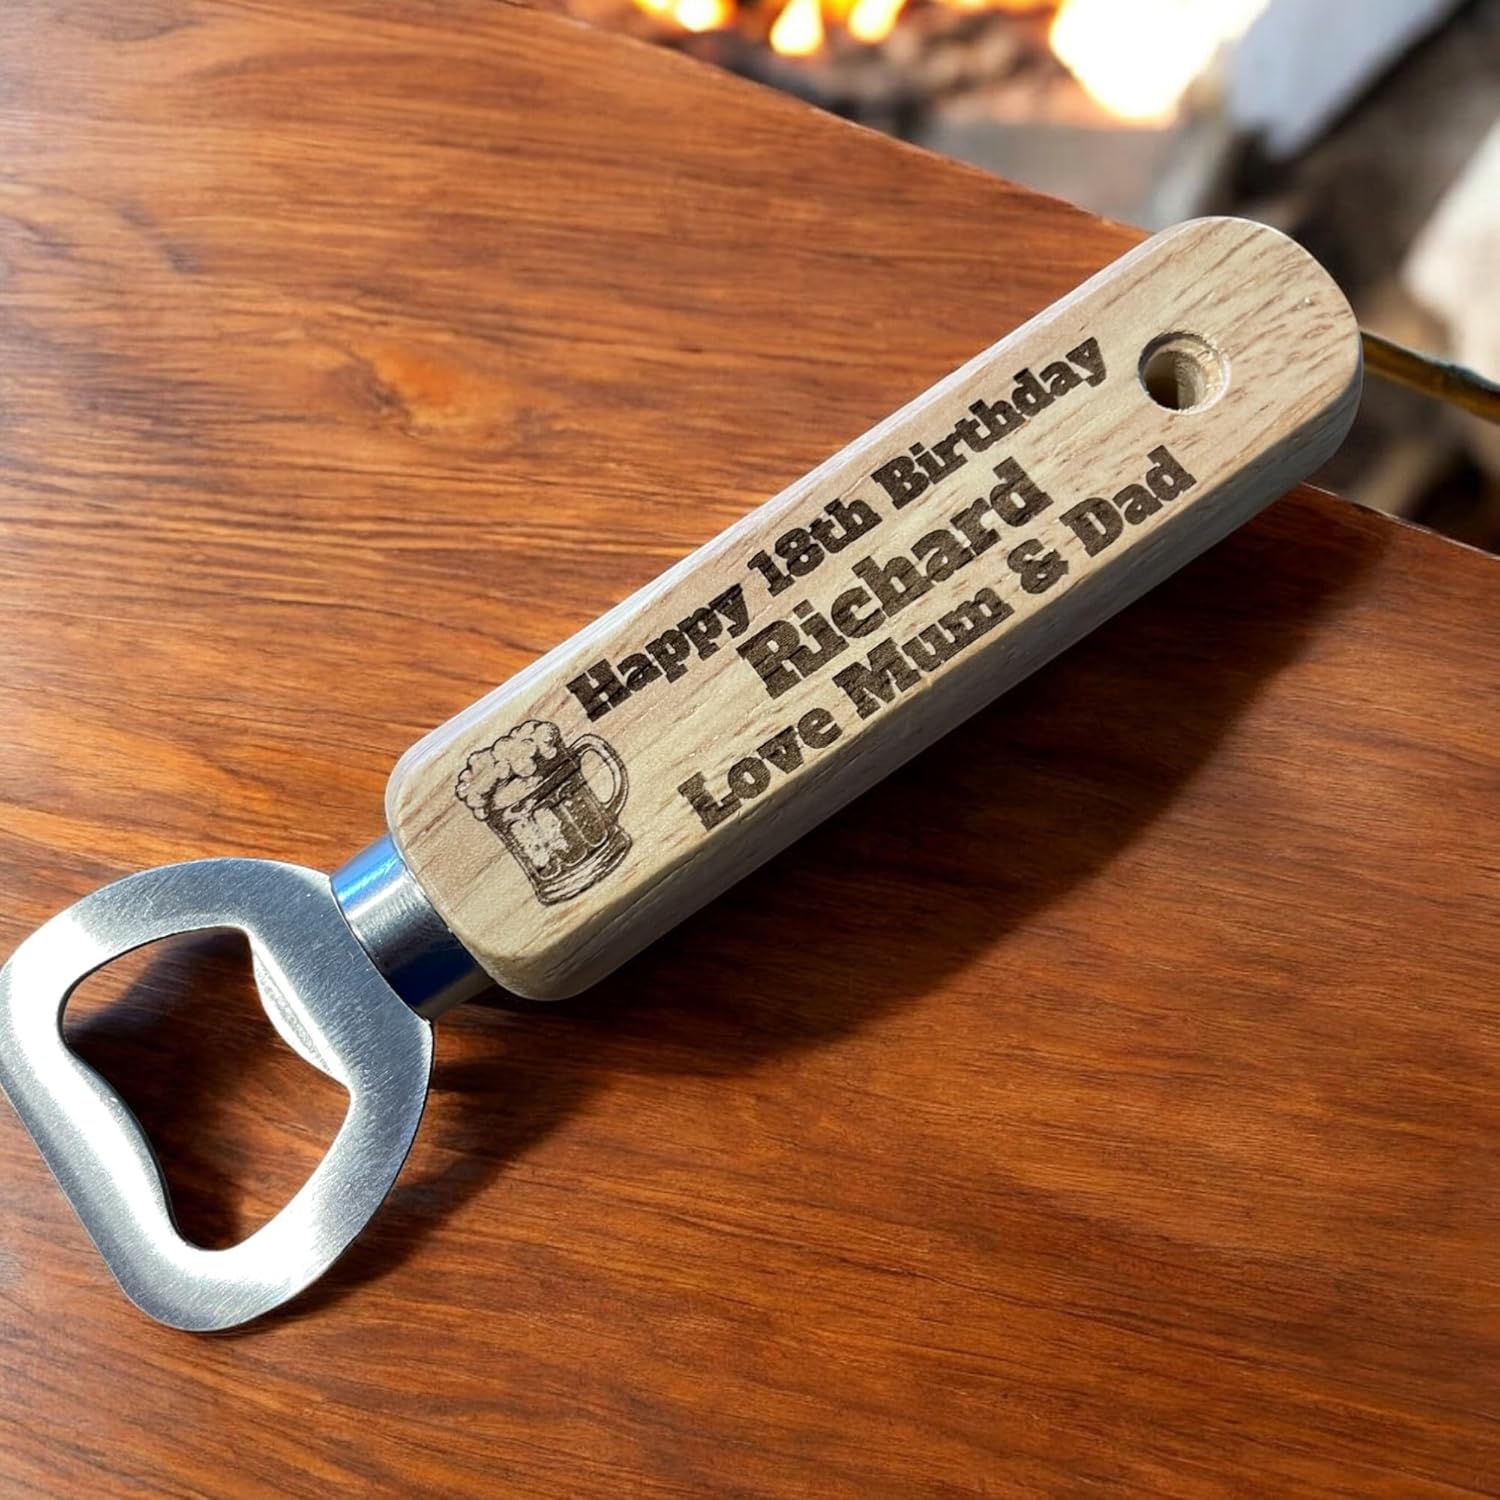 Happy 18th Birthday
Richard
Love Mum & Dad